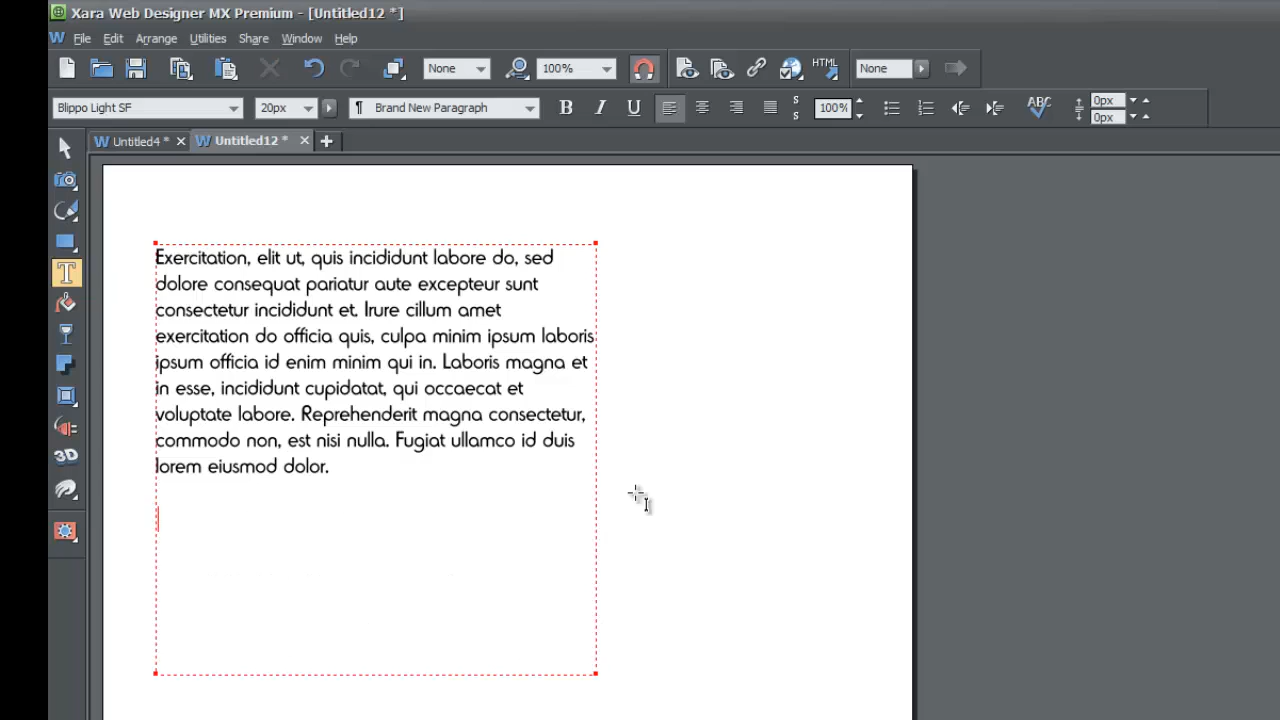 Xara Web Designer MX Premium - [Untitled12 *]
File Edit Arrange Utilities Share Window Help
None 100% HTML None
Blippo Light SF 20px ¶ Brand New Paragraph B I U S S 100% ABC 0px
0px
Untitled4 * Untitled12 *
Exercitation, elit ut, quis incididunt labore do, sed
dolore consequat pariatur aute excepteur sunt
consectetur incididunt et. Irure cillum amet
exercitation do officia quis, culpa minim ipsum laboris
ipsum officia id enim minim qui in. Laboris magna et
in esse, incididunt cupidatat, qui occaecat et
voluptate labore. Reprehenderit magna consectetur,
commodo non, est nisi nulla. Fugiat ullamco id duis
lorem eiusmod dolor.
T
3D